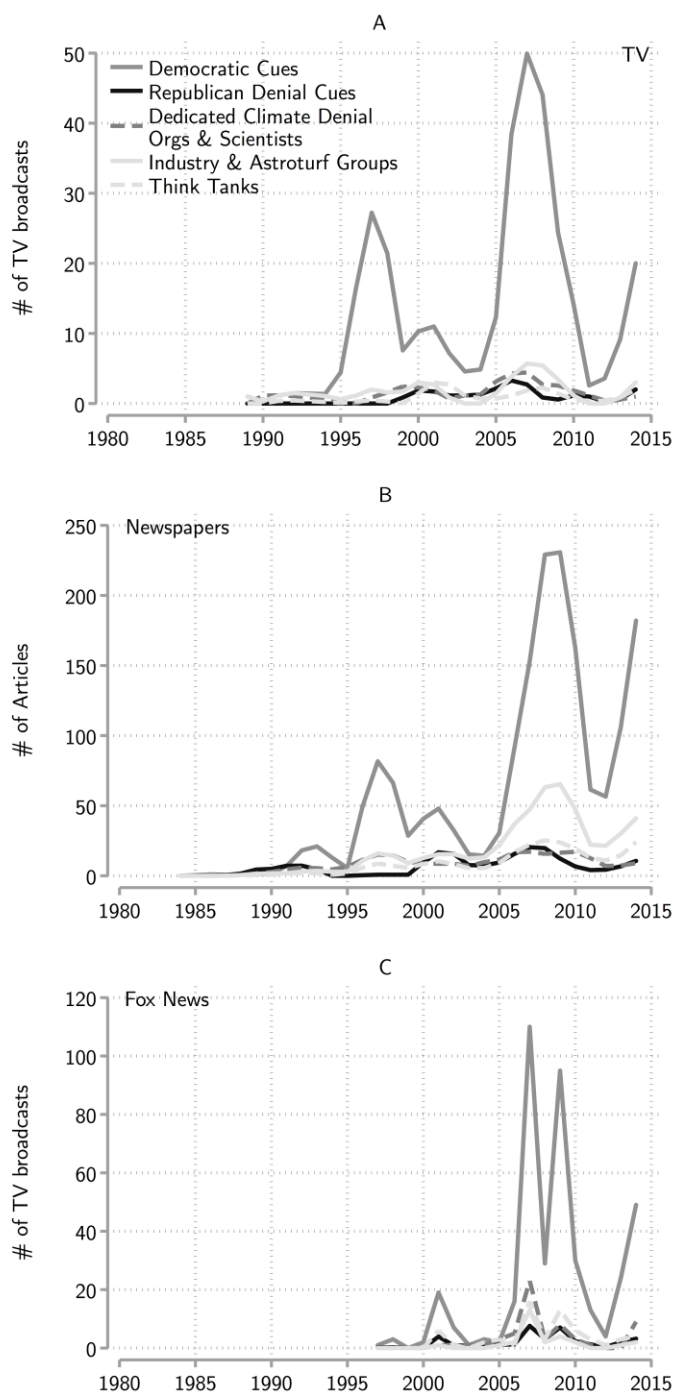 A
TV
50
Democratic Cues
Republican Denial Cues
40
Dedicated Climate Denial
Orgs & Scientists
Industry & Astroturf Groups
30
Think Tanks
20
10
0
# of TV broadcasts
1980 1985 1990 1995 2000 2005 2010 2015
B
Newspapers
250
200
150
100
50
0
# of Articles
1980 1985 1990 1995 2000 2005 2010 2015
C
Fox News
120
100
80
60
40
20
0
# of TV broadcasts
1980 1985 1990 1995 2000 2005 2010 2015